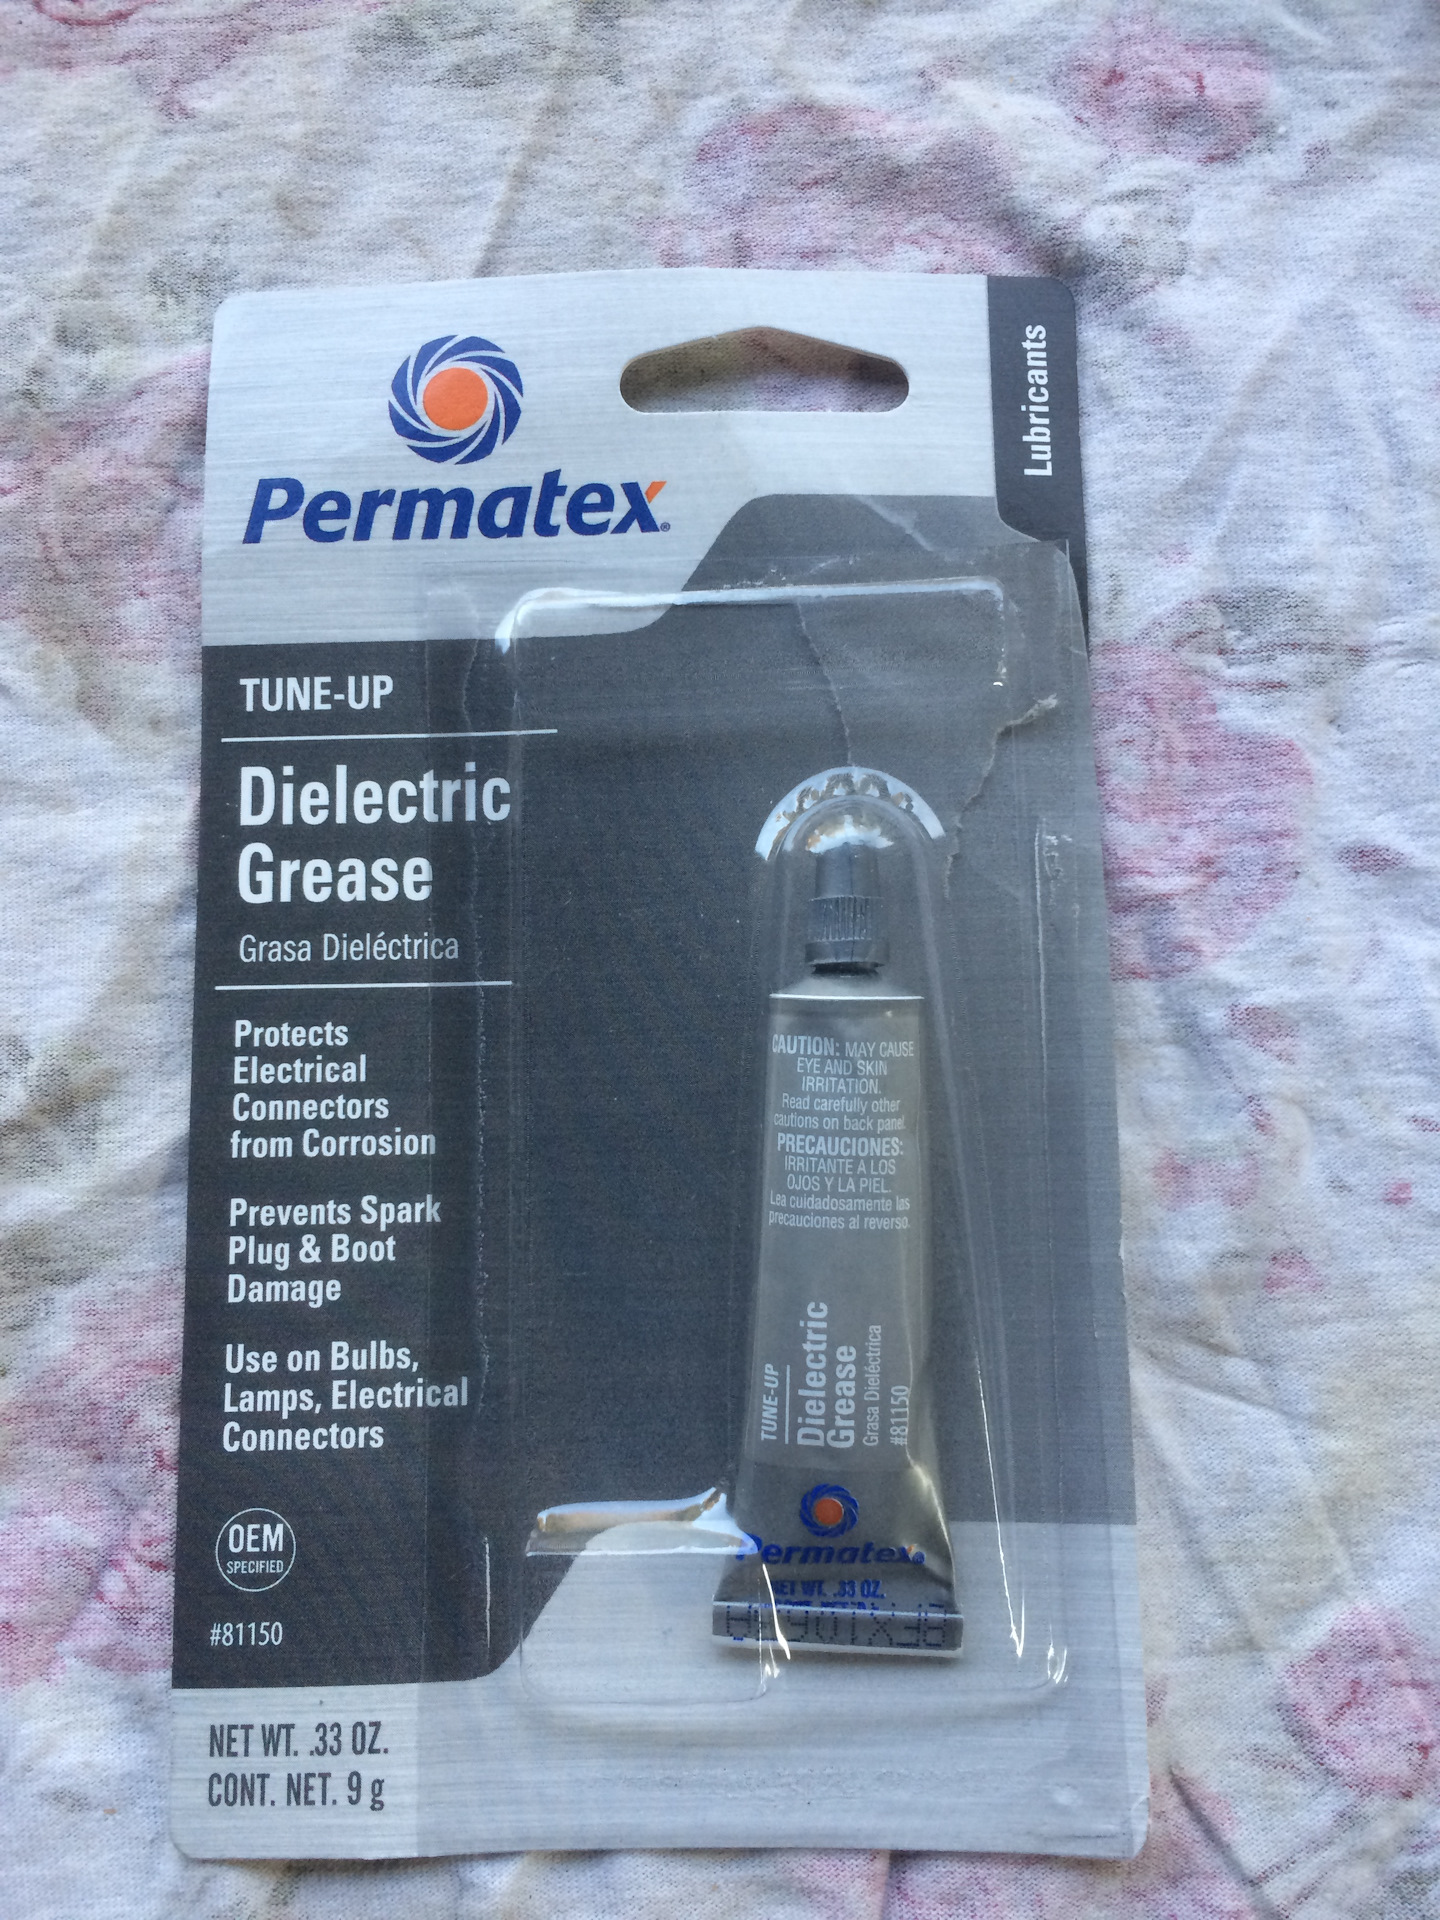 Lubricants
Permatex®
TUNE-UP
Dielectric
Grease
Grasa Dieléctrica
Protects
Electrical
Connectors
from Corrosion
Prevents Spark
Plug & Boot
Damage
Use on Bulbs,
Lamps, Electrical
Connectors
OEM
SPECIFIED
#81150
NET WT. .33 OZ.
CONT. NET. 9 g
CAUTION: MAY CAUSE
EYE AND SKIN
IRRITATION.
Read carefully other
cautions on back panel.
PRECAUCIONES:
IRRITANTE A LOS
OJOS Y LA PIEL.
Lea cuidadosamente las
precauciones al reverso.
TUNE-UP
Dielectric
Grease
Grasa Dieléctrica
#81150
Permatex®
NET WT. .33 OZ.